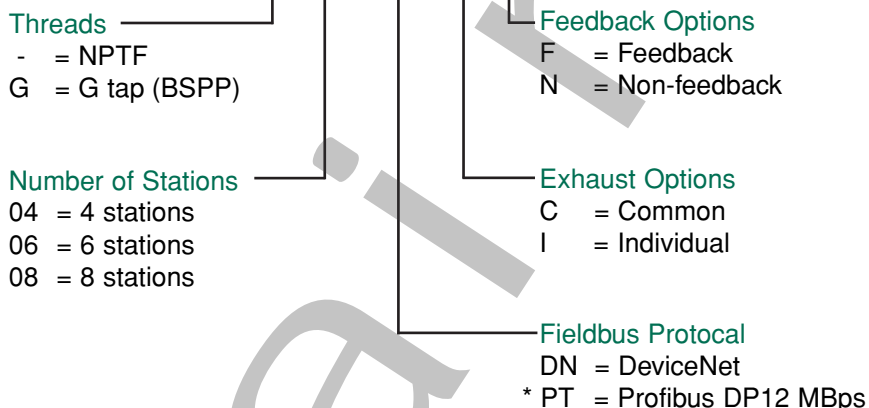 Threads
- = NPTF
G = G tap (BSPP)
Number of Stations
04 = 4 stations
06 = 6 stations
08 = 8 stations
Feedback Options
F = Feedback
N = Non-feedback
Exhaust Options
C = Common
I = Individual
Fieldbus Protocal
DN = DeviceNet
* PT = Profibus DP12 MBps